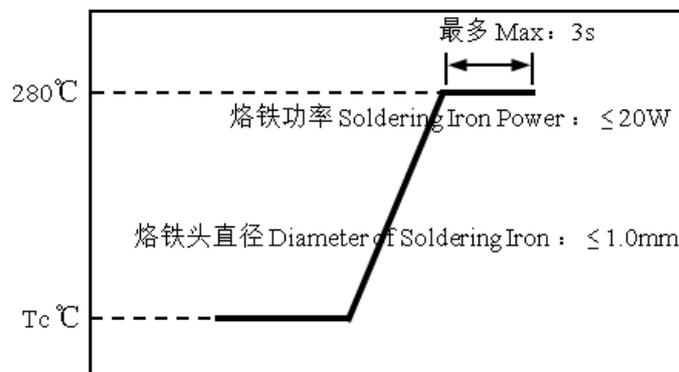 最多 Max：3s
280℃
烙铁功率 Soldering Iron Power：≤20W
烙铁头直径 Diameter of Soldering Iron：≤1.0mm
Tc ℃